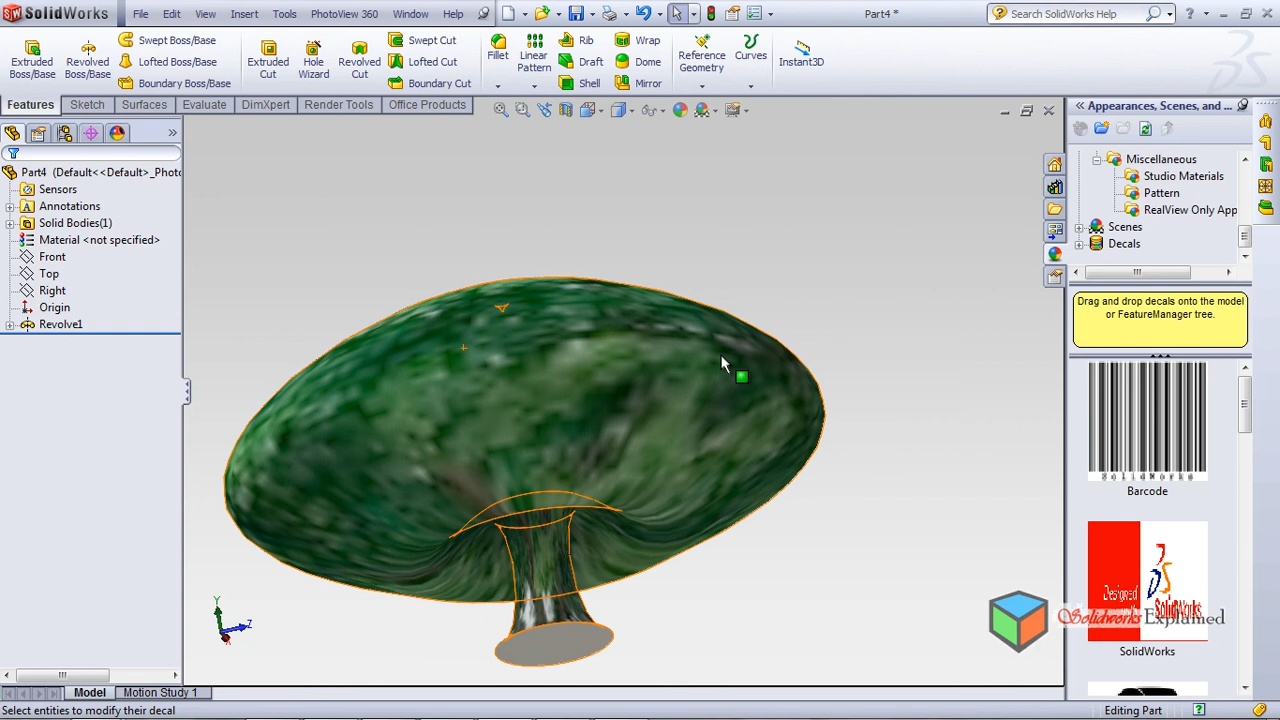 SolidWorks File Edit View Insert Tools PhotoView 360 Window Help Part4 * Search SolidWorks Help
Extruded Boss/Base Revolved Boss/Base Swept Boss/Base Lofted Boss/Base Boundary Boss/Base Extruded Cut Hole Wizard Revolved Cut Swept Cut Lofted Cut Boundary Cut Fillet Linear Pattern Rib Draft Shell Wrap Dome Mirror Reference Geometry Curves Instant3D
Features Sketch Surfaces Evaluate DimXpert Render Tools Office Products
Appearances, Scenes, and ...
Part4 (Default<<Default>_Photo
Sensors
Annotations
Solid Bodies(1)
Material <not specified>
Front
Top
Right
Origin
Revolve1
Miscellaneous
Studio Materials
Pattern
RealView Only App
Scenes
Decals
Drag and drop decals onto the model
or FeatureManager tree.
SolidWorks
Barcode
Designed
SolidWorks
SolidWorks
Solidworks Explained
Y
Z
X
Model Motion Study 1
Select entities to modify their decal Editing Part